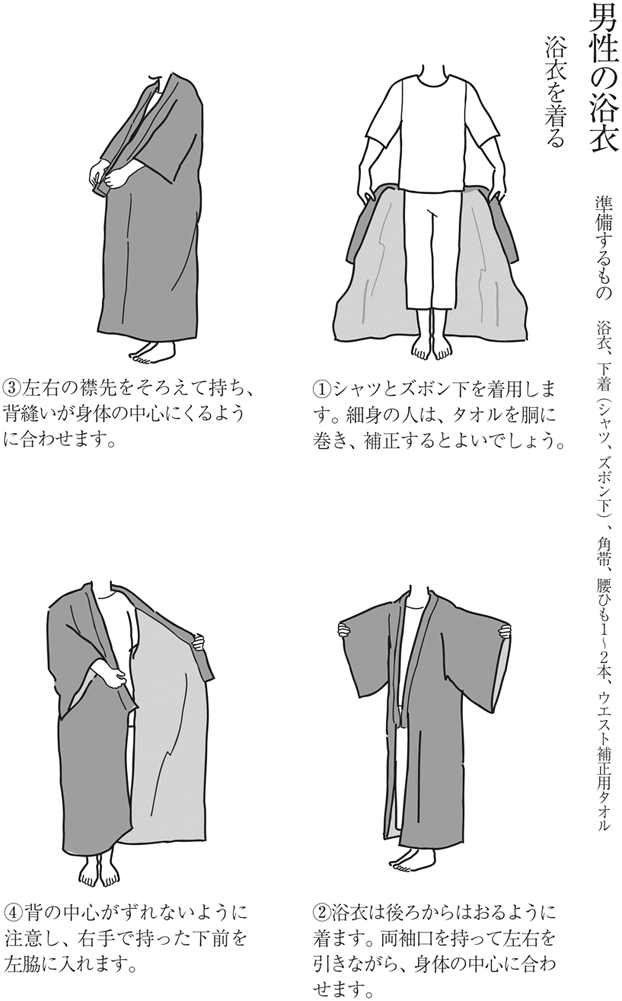 男性の浴衣
浴衣を着る
準備するもの　浴衣、下着（シャツ、ズボン下）、角帯、腰ひも1〜2本、ウエスト補正用タオル
①シャツとズボン下を着用しま
す。細身の人は、タオルを胴に
巻き、補正するとよいでしょう。
②浴衣は後ろからはおるように
着ます。両袖口を持って左右を
引きながら、身体の中心に合わ
せます。
③左右の襟先をそろえて持ち、
背縫いが身体の中心にくるよう
に合わせます。
④背の中心がずれないように
注意し、右手で持った下前を
左脇に入れます。